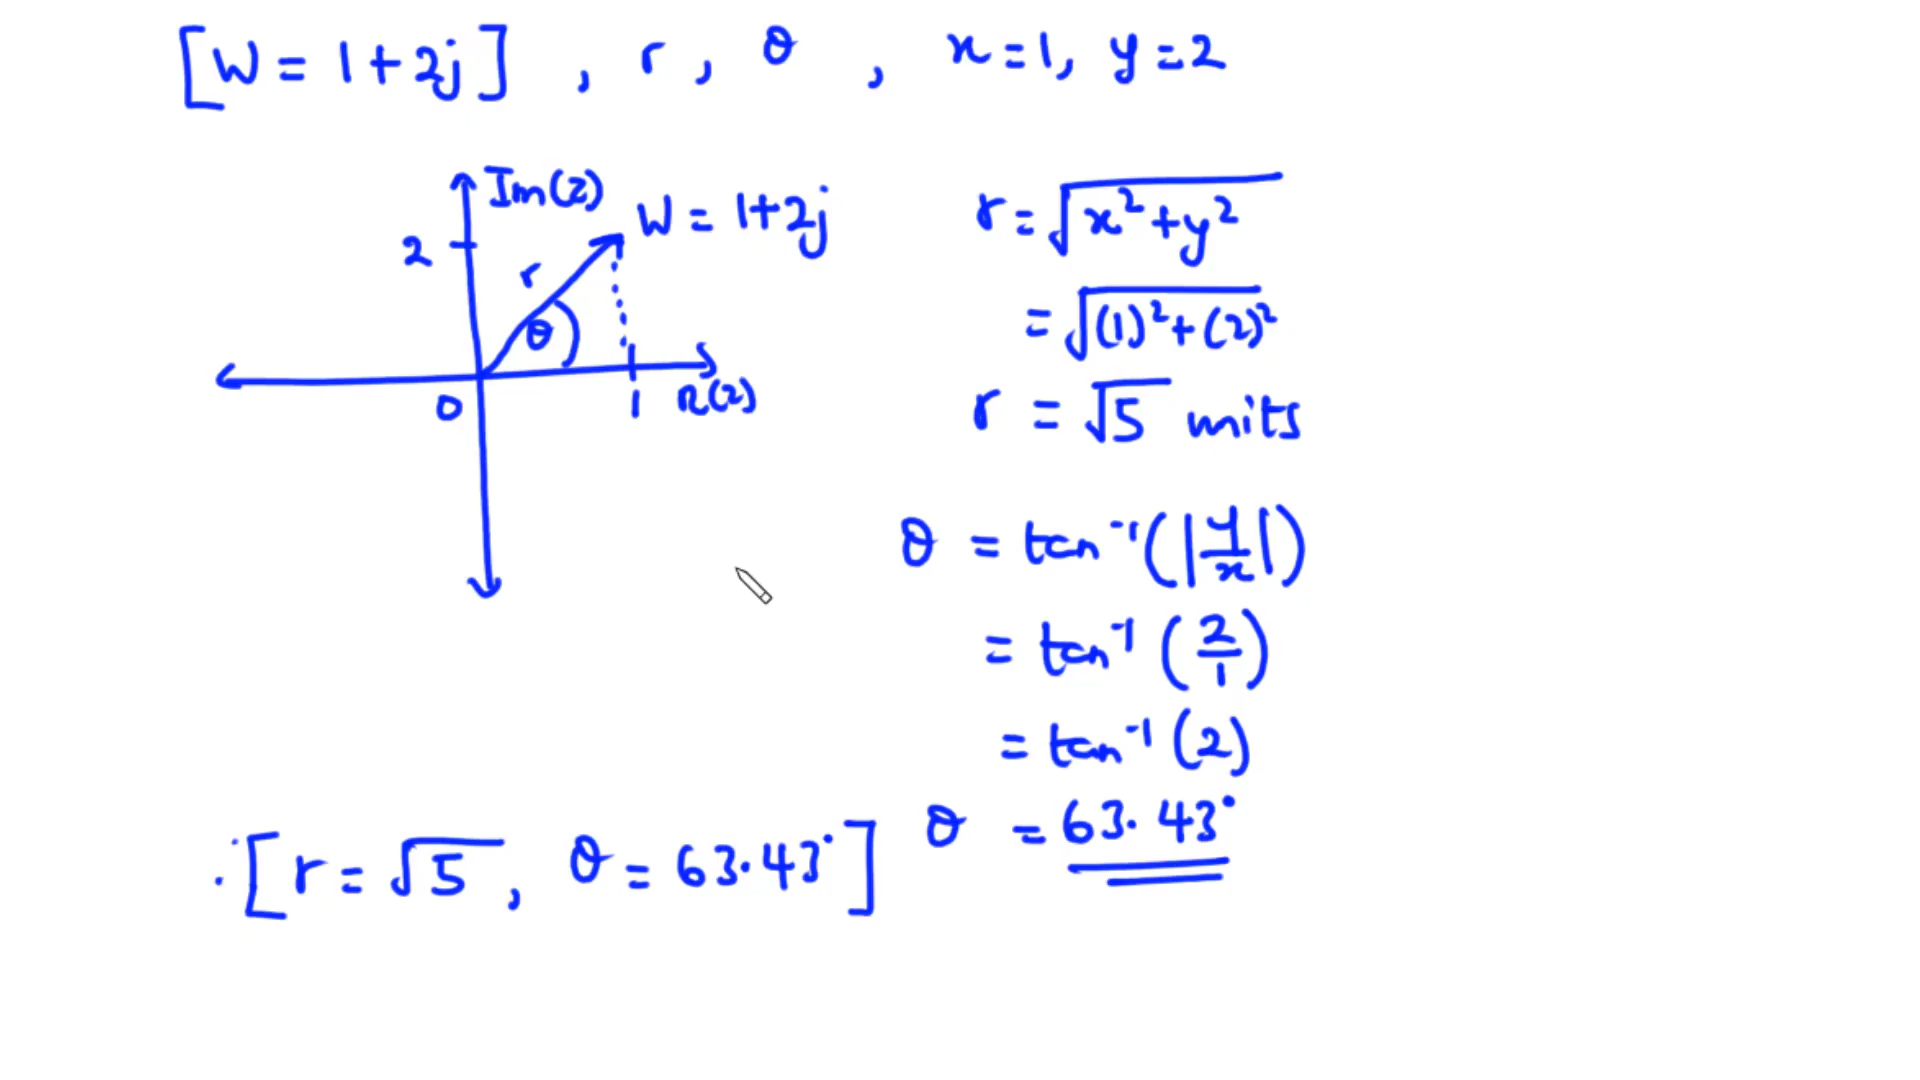 [W = 1+2j] , r , θ , x=1, y=2
Im(z)
W = 1+2j
2
r
θ
0
1
R(z)
r = √x²+y²
= √(1)²+(2)²
r = √5 units
θ = tan⁻¹(|y/x|)
= tan⁻¹(2/1)
= tan⁻¹(2)
θ = 63.43°
∴ [r = √5 , θ = 63.43°]